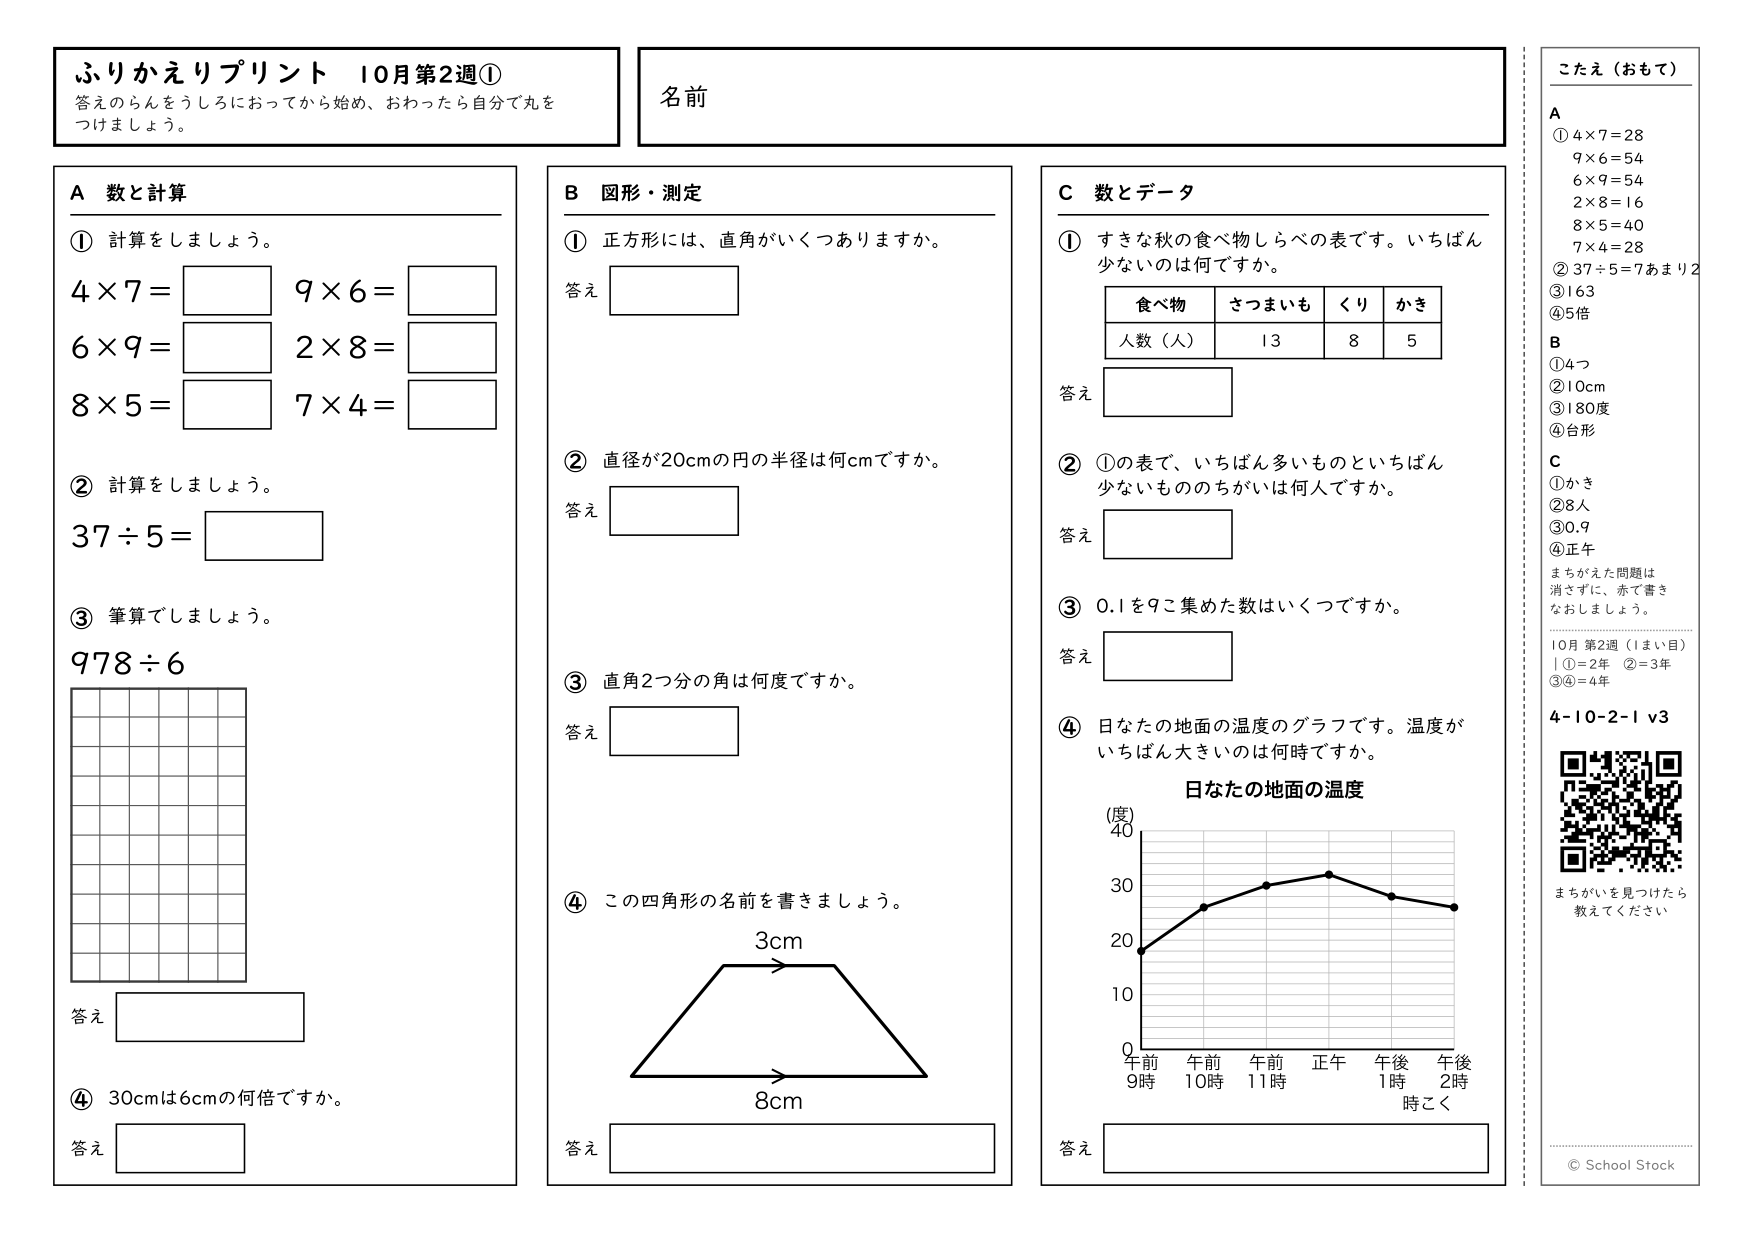 ふりかえりプリント　10月第2週①
答えのらんをうしろにおってから始め、おわったら自分で丸を
つけましょう。
名前
A　数と計算
① 計算をしましょう。
4×7＝　9×6＝
6×9＝　2×8＝
8×5＝　7×4＝
② 計算をしましょう。
37÷5＝
③ 筆算でしましょう。
978÷6
答え
④ 30cmは6cmの何倍ですか。
答え
B　図形・測定
① 正方形には、直角がいくつありますか。
答え
② 直径が20cmの円の半径は何cmですか。
答え
③ 直角2つ分の角は何度ですか。
答え
④ この四角形の名前を書きましょう。
3cm
8cm
答え
C　数とデータ
① すきな秋の食べ物しらべの表です。いちばん
少ないのは何ですか。
食べ物　さつまいも　くり　かき
人数（人）　13　8　5
答え
② ①の表で、いちばん多いものといちばん
少ないもののちがいは何人ですか。
答え
③ 0.1を9こ集めた数はいくつですか。
答え
④ 日なたの地面の温度のグラフです。温度が
いちばん大きいのは何時ですか。
日なたの地面の温度
(度)
40
30
20
10
0
午前　午前　午前　正午　午後　午後
9時　10時　11時　1時　2時
時こく
答え
こたえ（おもて）
A
① 4×7＝28
9×6＝54
6×9＝54
2×8＝16
8×5＝40
7×4＝28
② 37÷5＝7あまり2
③163
④5倍
B
①4つ
②10cm
③180度
④台形
C
①かき
②8人
③0.9
④正午
まちがえた問題は
消さずに、赤で書き
なおしましょう。
10月 第2週（1まい目）
｜①＝2年　②＝3年
③④＝4年
4-10-2-1 v3
まちがいを見つけたら
教えてください
© School Stock